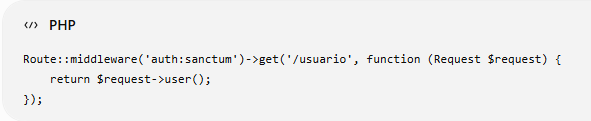 </> PHP
Route::middleware('auth:sanctum')->get('/usuario', function (Request $request) {
    return $request->user();
});